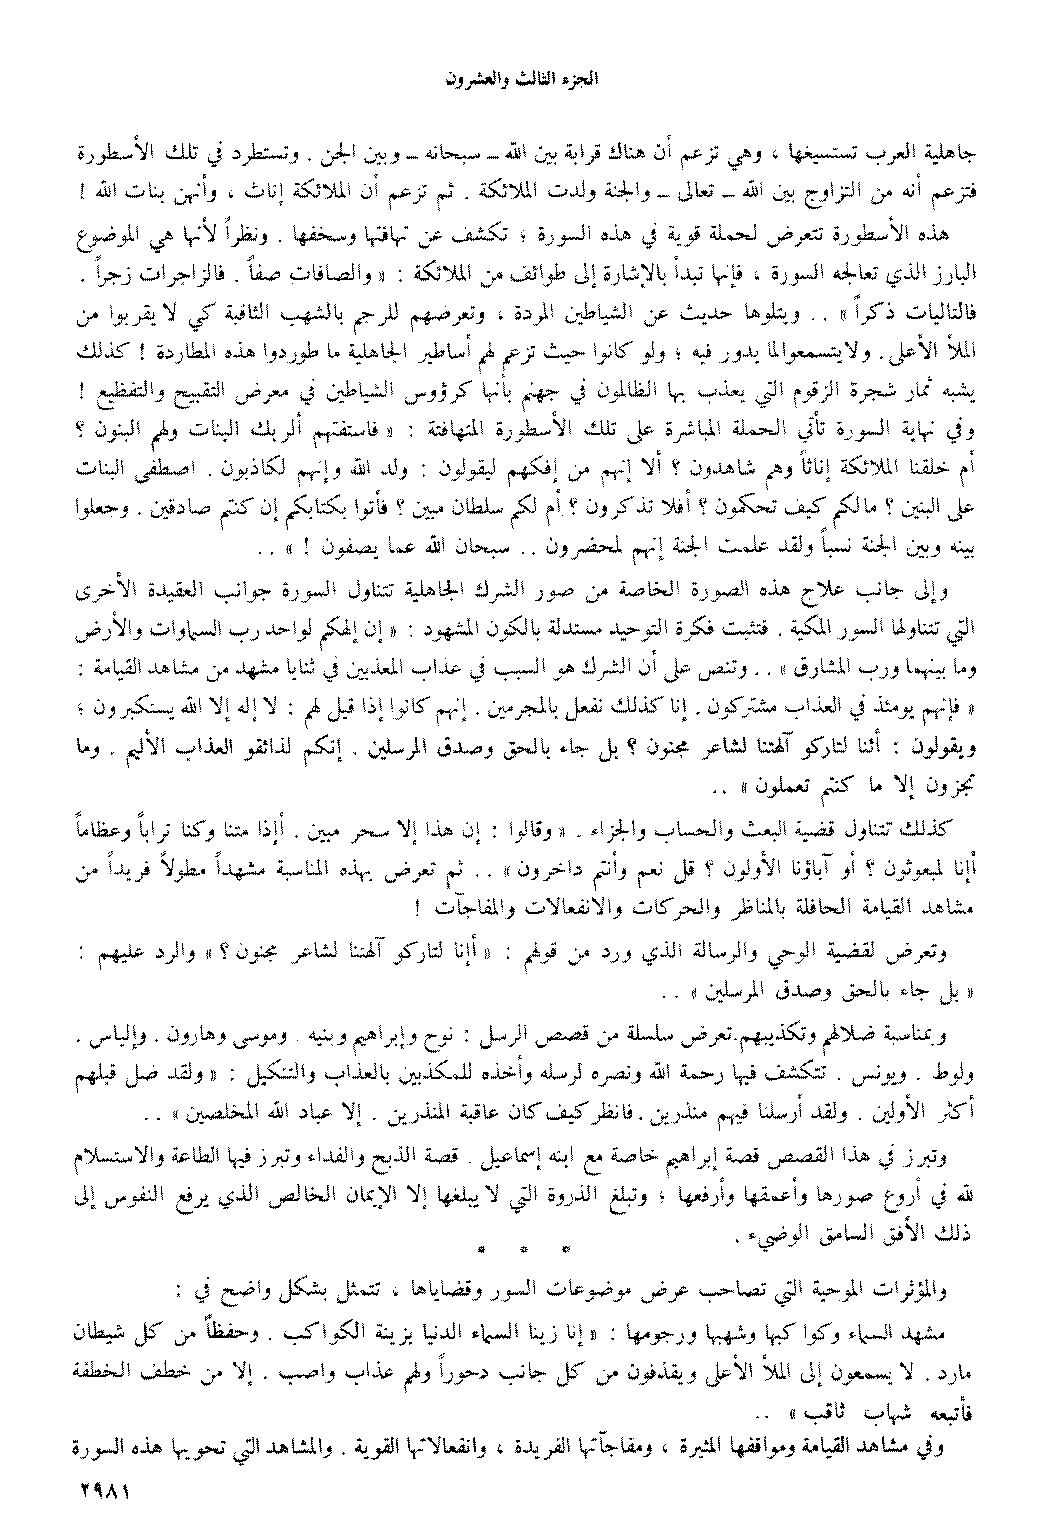 الجزء الثالث والعشرون
جاهلية العرب تستسيغها ، وهي تزعم أن هناك قرابة بين الله – سبحانه – وبين الجن . وتستطرد في تلك الأسطورة
فتزعم أنه من التزاوج بين الله – تعالى – والجنة ولدت الملائكة . ثم تزعم أن الملائكة إناث ، وأنهن بنات الله !
هذه الأسطورة تتعرض لحملة قوية في هذه السورة ؛ تكشف عن تهافتها وسخفها . ونظراً لأنها هي الموضوع
البارز الذي تعالجه السورة ، فإنها تبدأ بالإشارة إلى طوائف من الملائكة : « والصافات صفاً . فالزاجرات زجراً .
فالتاليات ذكراً » .. ويتلوها حديث عن الشياطين المردة ، وتعرضهم للرجم بالشهب الثاقبة كي لا يقربوا من
الملأ الأعلى . ولا يتسمعوا لما يدور فيه ؛ ولو كانوا حيث تزعم لهم أساطير الجاهلية ما طوردوا هذه المطاردة ! كذلك
يشبه ثمار شجرة الزقوم التي يعذب بها الظالمون في جهنم بأنها كرؤوس الشياطين في معرض التقبيح والتفظيع !
وفي نهاية السورة تأتي الحملة المباشرة على تلك الأسطورة المتهافتة : « فاستفتهم ألربك البنات ولهم البنون ؟
أم خلقنا الملائكة إناثاً وهم شاهدون ؟ ألا إنهم من إفكهم ليقولون : ولد الله وإنهم لكاذبون . اصطفى البنات
على البنين ؟ مالكم كيف تحكمون ؟ أفلا تذكرون ؟ أم لكم سلطان مبين ؟ فأتوا بكتابكم إن كنتم صادقين . وجعلوا
بينه وبين الجنة نسباً ولقد علمت الجنة إنهم لمحضرون .. سبحان الله عما يصفون ! » ..
وإلى جانب علاج هذه الصورة الخاصة من صور الشرك الجاهلية تتناول السورة جوانب العقيدة الأخرى
التي تتناولها السور المكية . فتثبت فكرة التوحيد مستدلة بالكون المشهود : « إن إلهكم لواحد رب السماوات والأرض
وما بينهما ورب المشارق » .. وتنص على أن الشرك هو السبب في عذاب المعذبين في ثنايا مشهد من مشاهد القيامة :
« فإنهم يومئذ في العذاب مشتركون . إنا كذلك نفعل بالمجرمين . إنهم كانوا إذا قيل لهم : لا إله إلا الله يستكبرون ؛
ويقولون : أئنا لتاركو آلهتنا لشاعر مجنون ؟ بل جاء بالحق وصدق المرسلين . إنكم لذائقو العذاب الأليم . وما
تجزون إلا ما كنتم تعملون » ..
كذلك تتناول قضية البعث والحساب والجزاء . « وقالوا : إن هذا إلا سحر مبين . أإذا متنا وكنا تراباً وعظاماً
أإنا لمبعوثون ؟ أو آباؤنا الأولون ؟ قل نعم وأنتم داخرون » .. ثم تعرض بهذه المناسبة مشهداً مطولاً فريداً من
مشاهد القيامة الحافلة بالمناظر والحركات والانفعالات والمفاجآت !
وتعرض لقضية الوحي والرسالة الذي ورد من قولهم : « أإنا لتاركو آلهتنا لشاعر مجنون ؟ » والرد عليهم :
« بل جاء بالحق وصدق المرسلين » ..
وبمناسبة ضلالهم وتكذيبهم.تعرض سلسلة من قصص الرسل : نوح وإبراهيم وبنيه . وموسى وهارون . وإلياس .
ولوط . ويونس . تتكشف فيها رحمة الله ونصره لرسله وأخذه للمكذبين بالعذاب والتنكيل : « ولقد ضل قبلهم
أكثر الأولين . ولقد أرسلنا فيهم منذرين . فانظر كيف كان عاقبة المنذرين . إلا عباد الله المخلصين » ..
وتبرز في هذا القصص قصة إبراهيم خاصة مع ابنه إسماعيل . قصة الذبح والفداء وتبرز فيها الطاعة والاستسلام
لله في أروع صورها وأعمقها وأرفعها ؛ وتبلغ الذروة التي لا يبلغها إلا الإيمان الخالص الذي يرفع النفوس إلى
ذلك الأفق السامق الوضيء .
* * *
والمؤثرات الموحية التي تصاحب عرض موضوعات السور وقضاياها ، تتمثل بشكل واضح في :
مشهد السماء وكواكبها وشهبها ورجومها : « إنا زينا السماء الدنيا بزينة الكواكب . وحفظاً من كل شيطان
مارد . لا يسمعون إلى الملأ الأعلى ويقذفون من كل جانب دحوراً ولهم عذاب واصب . إلا من خطف الخطفة
فأتبعه شهاب ثاقب » ..
وفي مشاهد القيامة ومواقفها المثيرة ، ومفاجآتها الفريدة ، وانفعالاتها القوية . والمشاهد التي تحويها هذه السورة
٢٩٨١